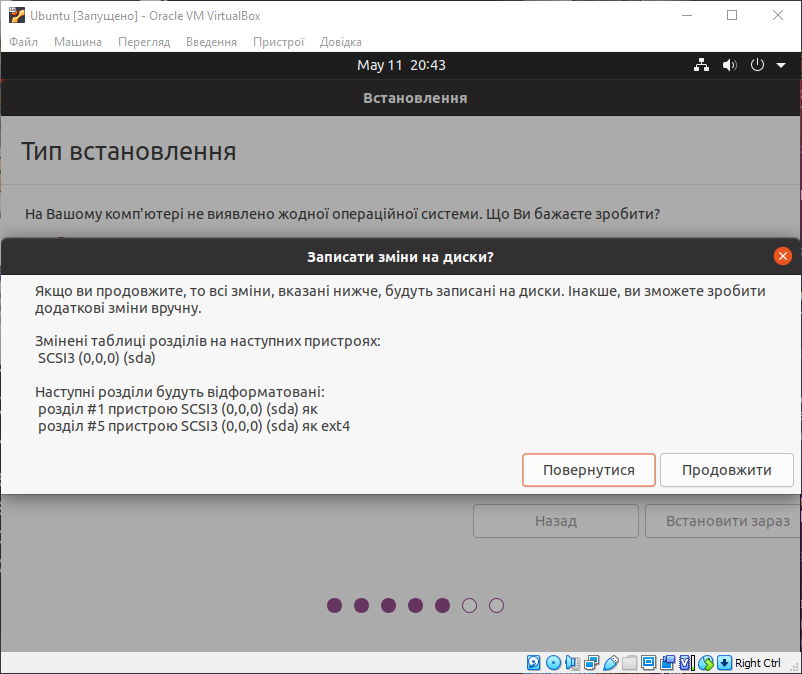 Ubuntu [Запущено] - Oracle VM VirtualBox
Файл Машина Перегляд Введення Пристрої Довідка
May 11 20:43
Встановлення
Тип встановлення
На Вашому комп'ютері не виявлено жодної операційної системи. Що Ви бажаєте зробити?
Записати зміни на диски?
Якщо ви продовжите, то всі зміни, вказані нижче, будуть записані на диски. Інакше, ви зможете зробити
додаткові зміни вручну.
Змінені таблиці розділів на наступних пристроях:
SCSI3 (0,0,0) (sda)
Наступні розділи будуть відформатовані:
розділ #1 пристрою SCSI3 (0,0,0) (sda) як
розділ #5 пристрою SCSI3 (0,0,0) (sda) як ext4
Повернутися Продовжити
Назад Встановити зараз
Right Ctrl